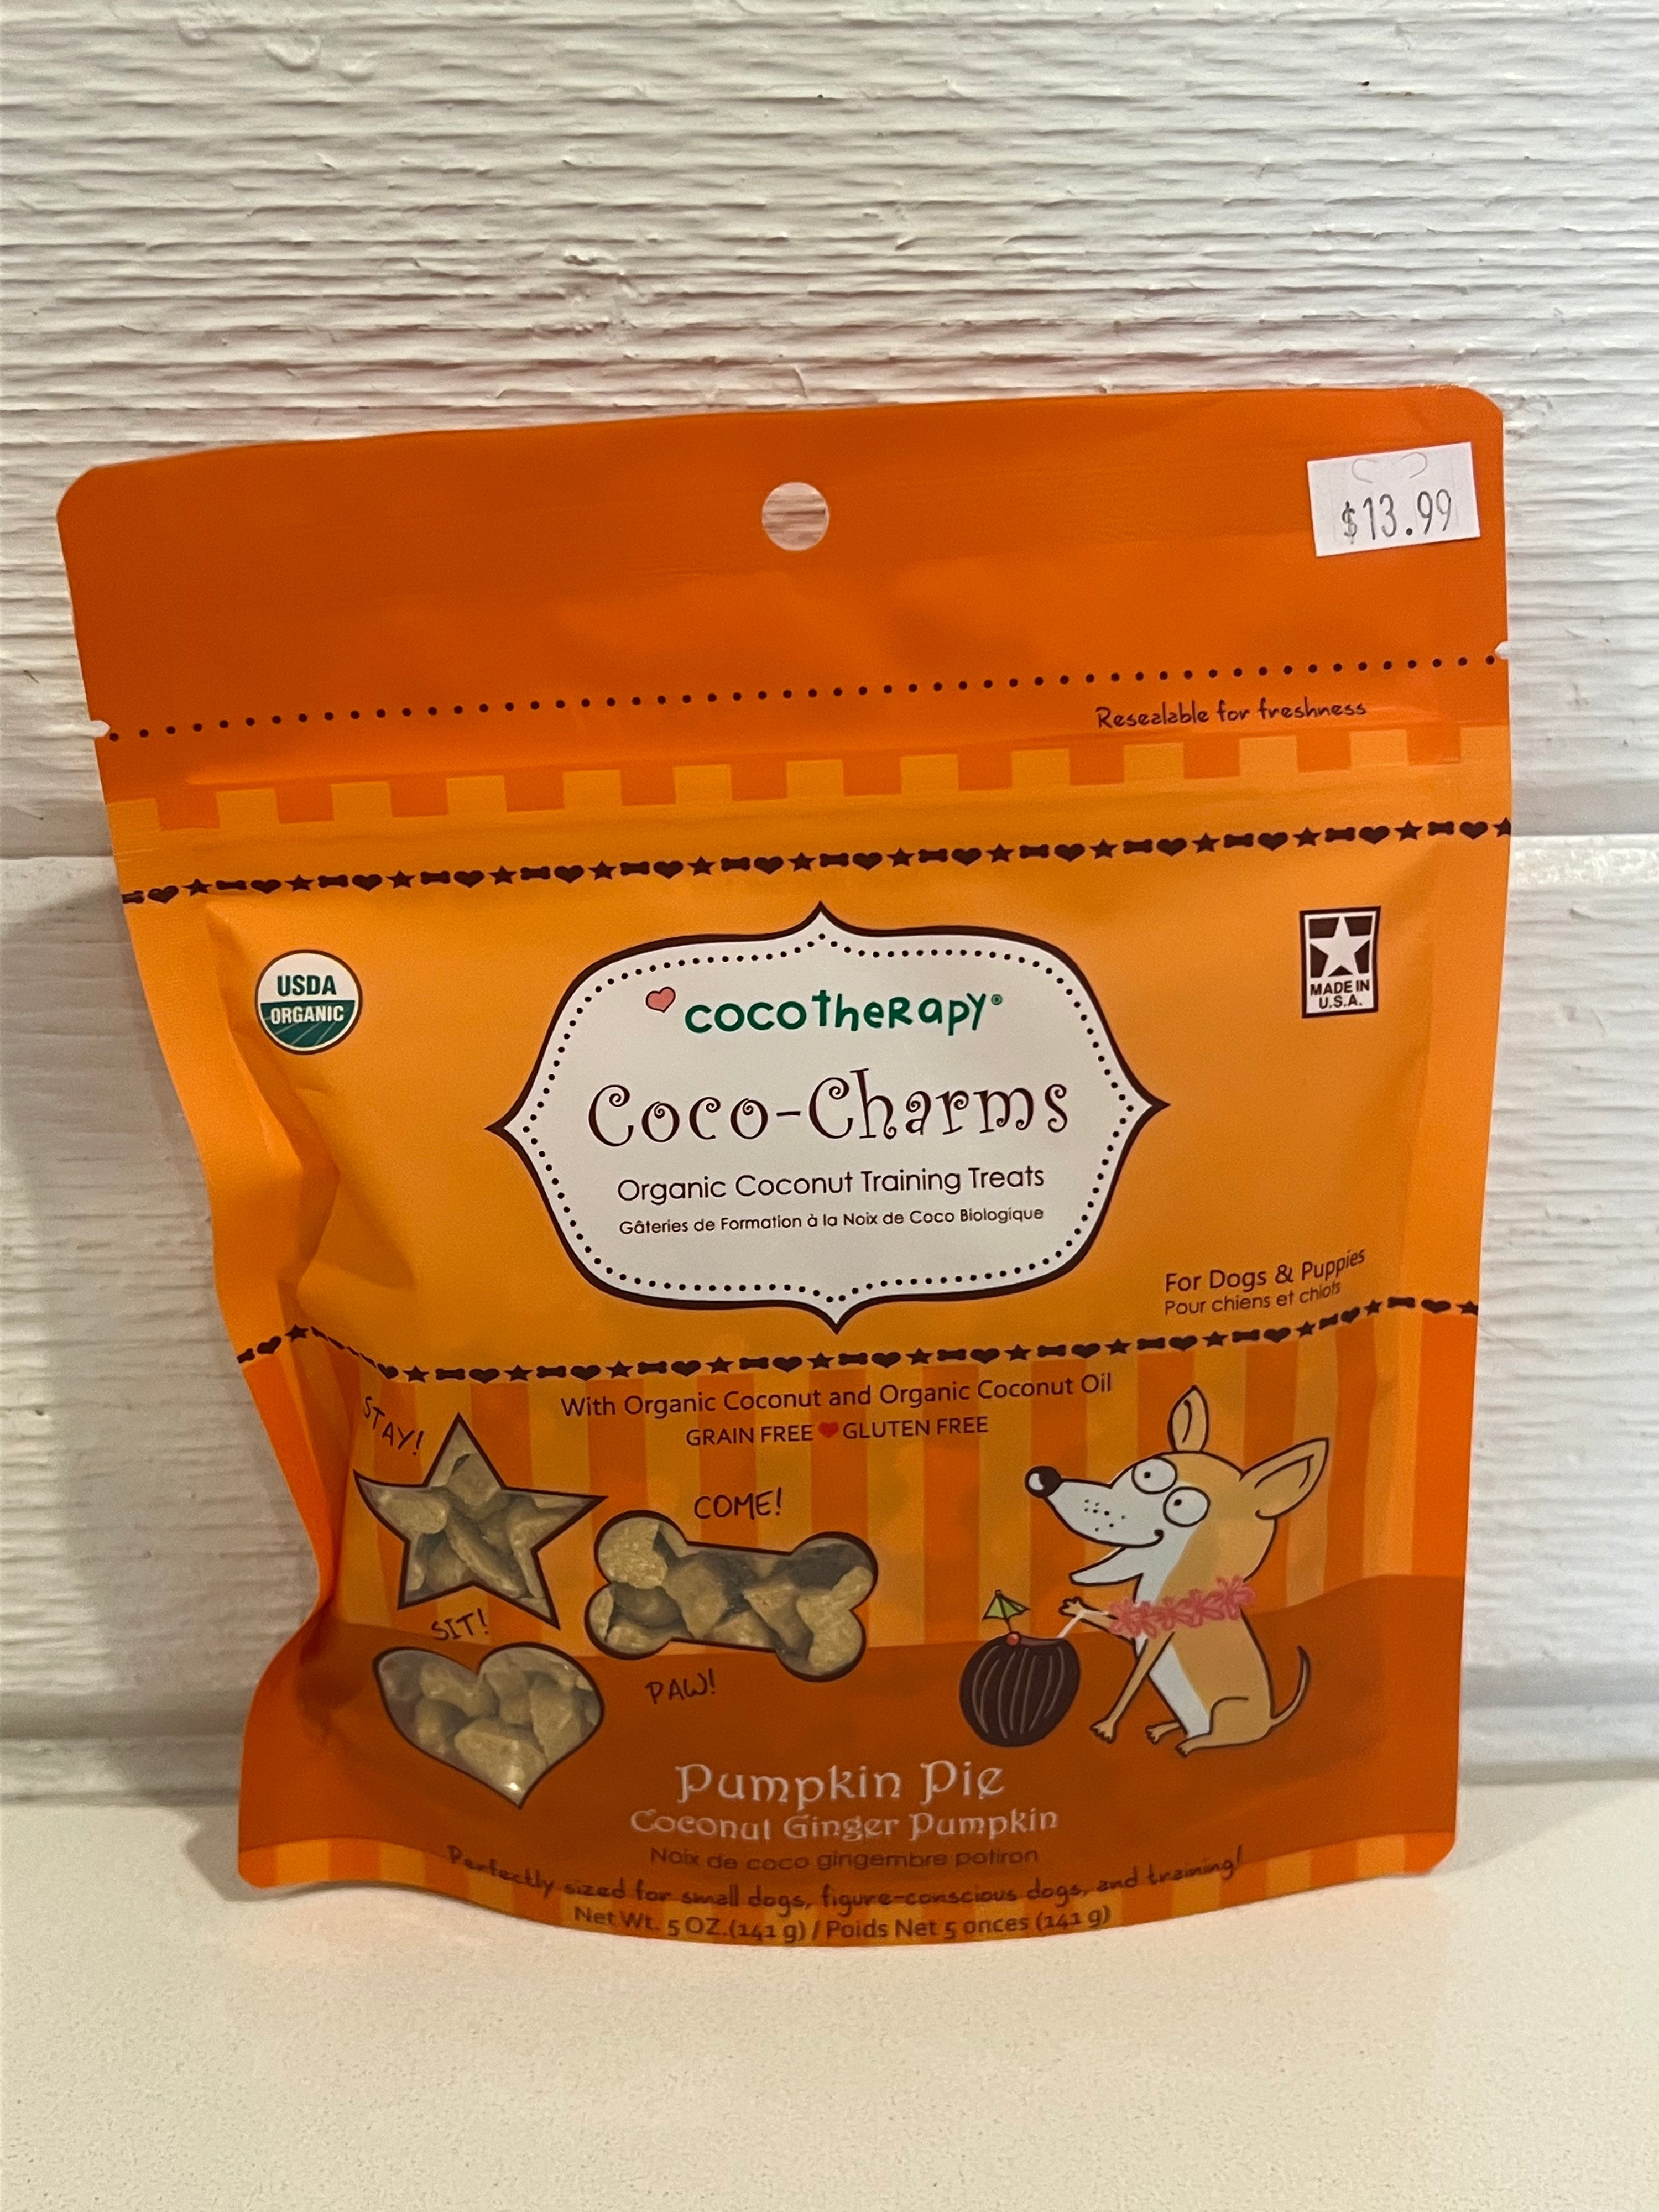 $13.99
Resealable for freshness
USDA
ORGANIC
MADE IN
U.S.A.
cocotheRapy®
Coco-Charms
Organic Coconut Training Treats
Gâteries de Formation à la Noix de Coco Biologique
For Dogs & Puppies
Pour chiens et chiots
With Organic Coconut and Organic Coconut Oil
GRAIN FREE GLUTEN FREE
STAY!
COME!
SIT!
PAW!
Pumpkin Pie
Coconut Ginger Pumpkin
Noix de coco gingembre potiron
Perfectly sized for small dogs, figure-conscious dogs, and training!
Net Wt. 5 OZ.(141 g) / Poids Net 5 onces (141 g)